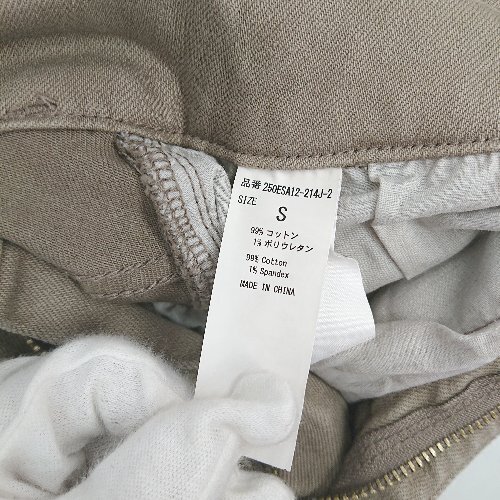 品番 250ESA12-214J-2
SIZE
S
99% コットン
1% ポリウレタン
99% Cotton
1% Spandex
MADE IN CHINA